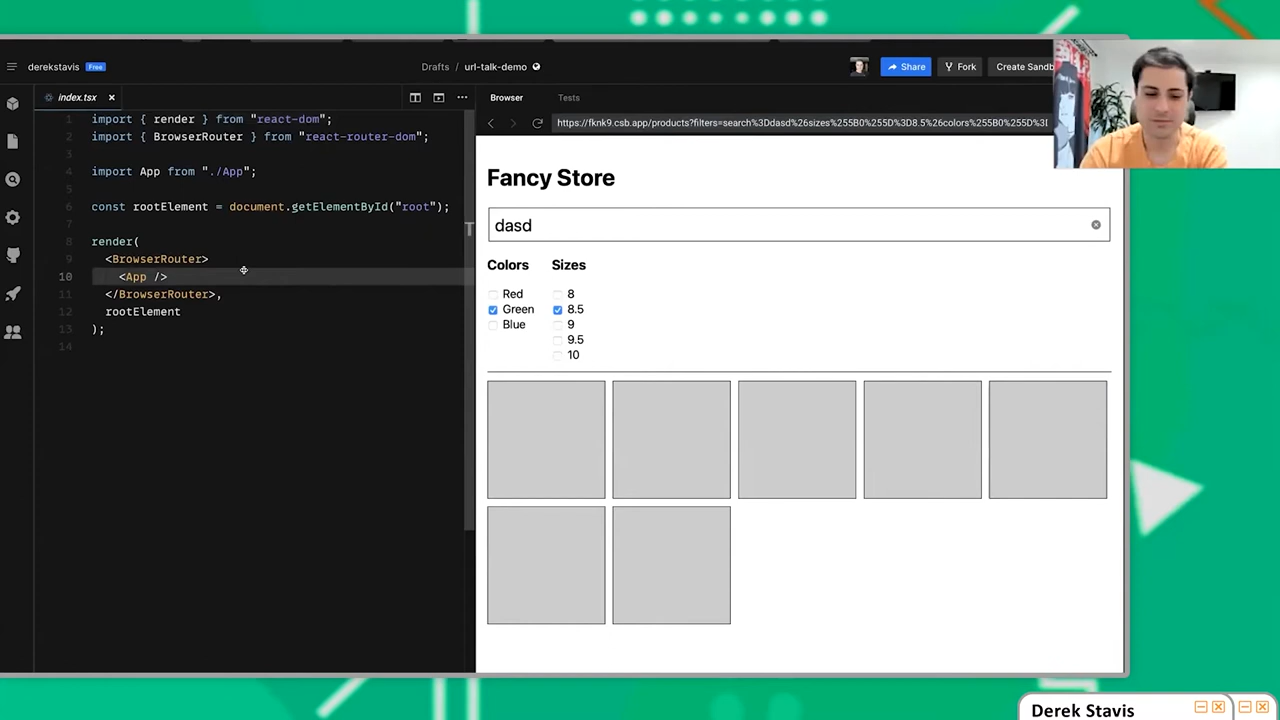 derekstavis Free
Drafts / url-talk-demo
Share
Fork
Create Sandb
index.tsx
Browser
Tests
https://fknk9.csb.app/products?filters=search%3Ddasd%26sizes%255B0%255D%3D8.5%26colors%255B0%255D%3D
1 import { render } from "react-dom";
2 import { BrowserRouter } from "react-router-dom";
3
4 import App from "./App";
5
6 const rootElement = document.getElementById("root");
7
8 render(
9 <BrowserRouter>
10 <App />
11 </BrowserRouter>,
12 rootElement
13 );
14
Fancy Store
dasd
Colors
Red
Green
Blue
Sizes
8
8.5
9
9.5
10
Derek Stavis